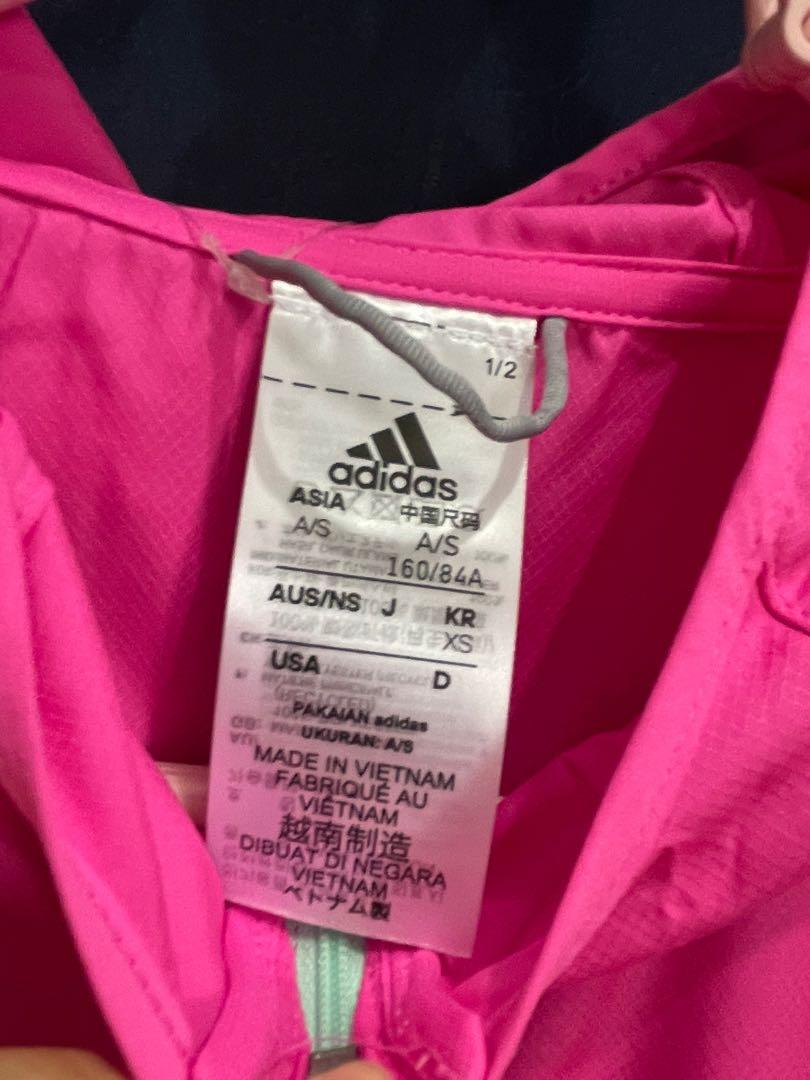 1/2
adidas
ASIA 中国尺码
A/S A/S
160/84A
AUS/NS J KR
XS
USA D
PAKAIAN adidas
UKURAN: A/S
MADE IN VIETNAM
FABRIQUÉ AU
VIÊTNAM
越南制造
DIBUAT DI NEGARA
VIETNAM
ベトナム製